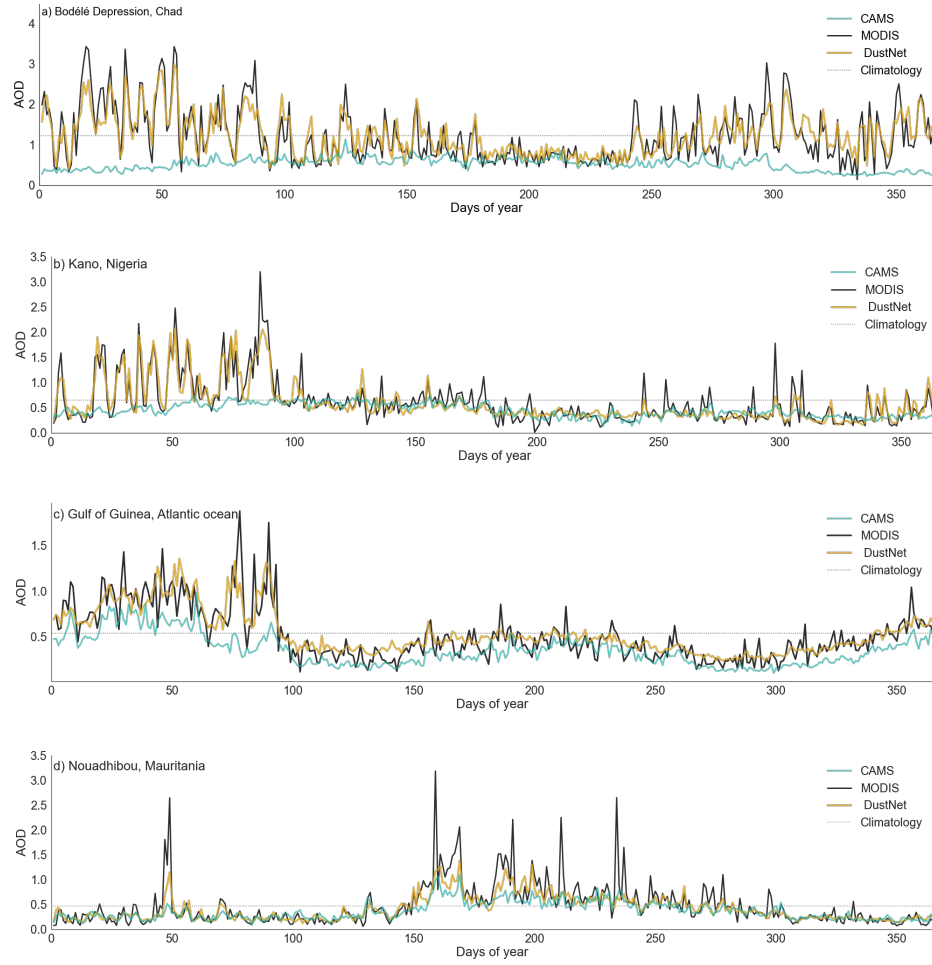 a) Bodélé Depression, Chad
4
3
2
1
0
AOD
CAMS
MODIS
DustNet
Climatology
0 50 100 150 200 250 300 350
Days of year
b) Kano, Nigeria
3.5
3.0
2.5
2.0
1.5
1.0
0.5
0.0
AOD
CAMS
MODIS
DustNet
Climatology
0 50 100 150 200 250 300 350
Days of year
c) Gulf of Guinea, Atlantic ocean
1.5
1.0
0.5
AOD
CAMS
MODIS
DustNet
Climatology
0 50 100 150 200 250 300 350
Days of year
d) Nouadhibou, Mauritania
3.5
3.0
2.5
2.0
1.5
1.0
0.5
0.0
AOD
CAMS
MODIS
DustNet
Climatology
0 50 100 150 200 250 300 350
Days of year